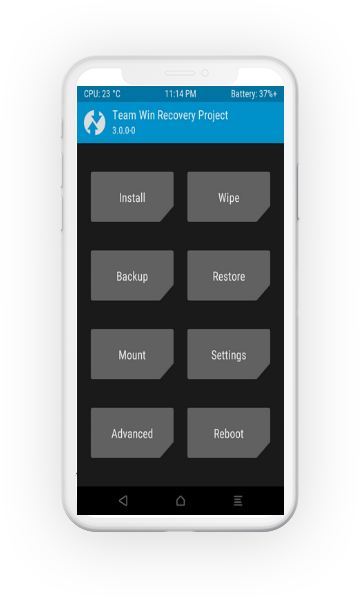 CPU: 23 °C 11:14 PM Battery: 37%+
Team Win Recovery Project
3.0.0-0
Install Wipe
Backup Restore
Mount Settings
Advanced Reboot